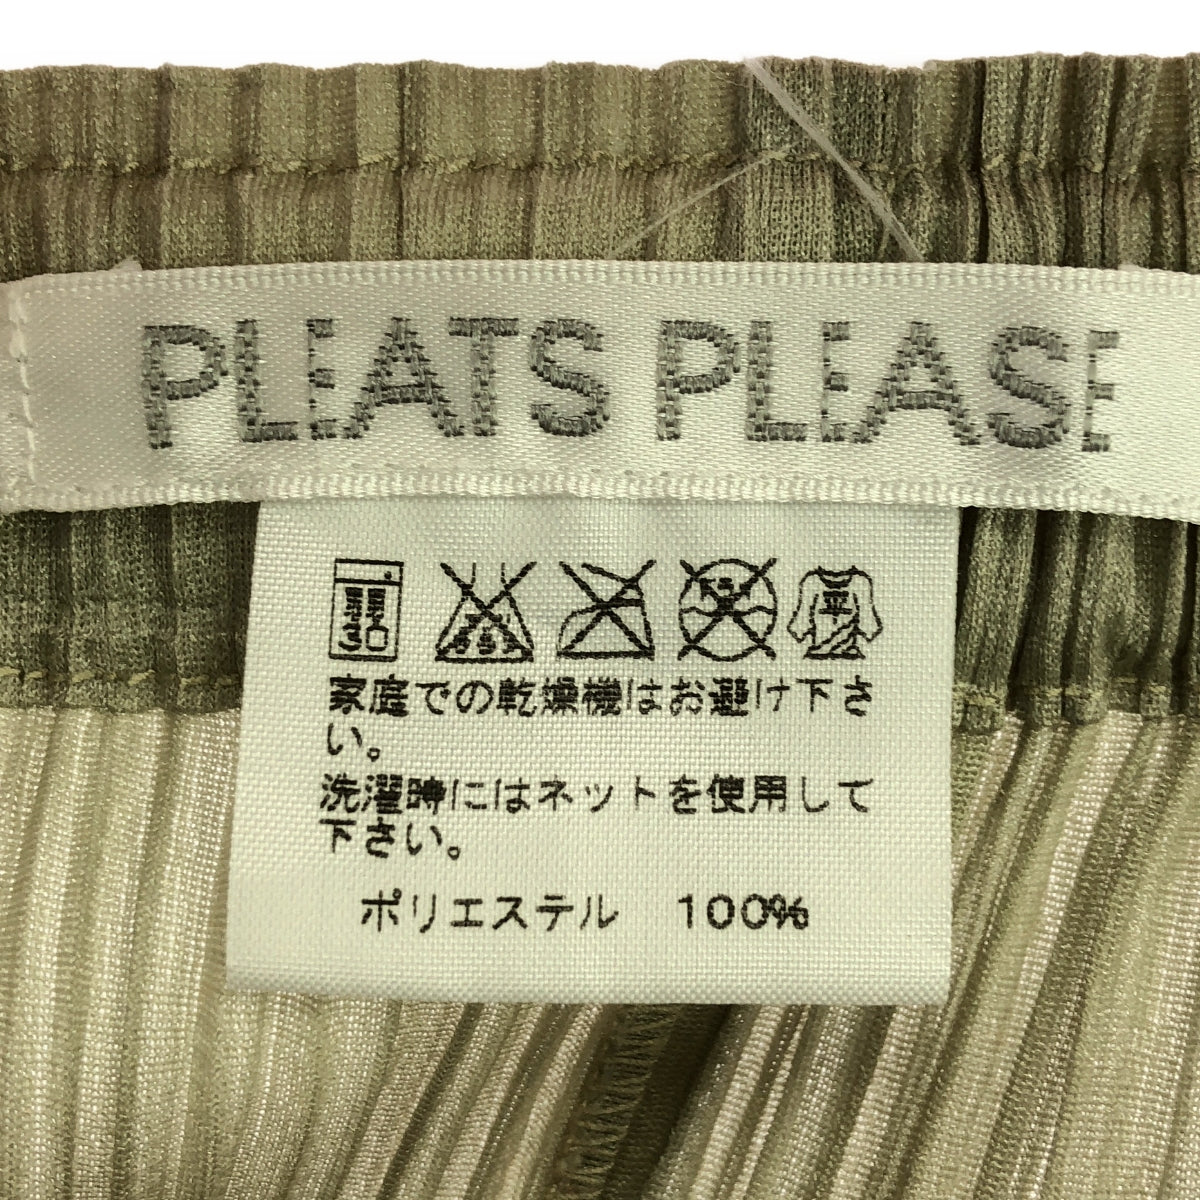 PLEATS PLEASE
家庭での乾燥機はお避け下さ
い。
洗濯時にはネットを使用して
下さい。
ポリエステル 100%